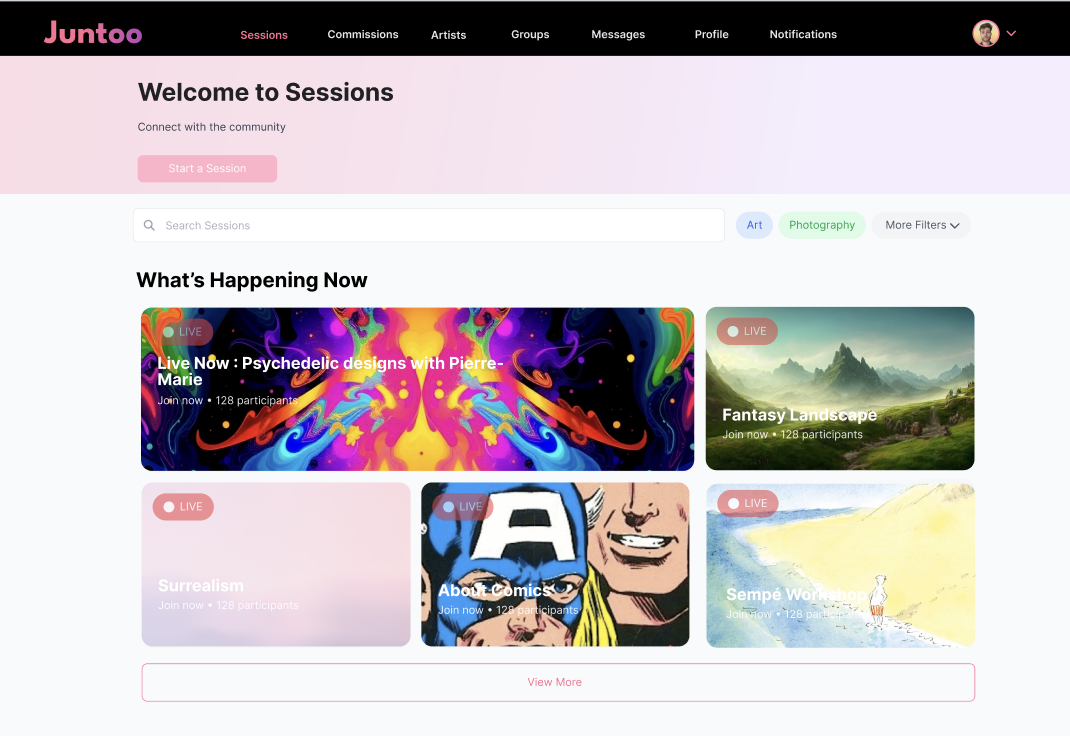 Juntoo
Sessions
Commissions
Artists
Groups
Messages
Profile
Notifications
Welcome to Sessions
Connect with the community
Start a Session
Search Sessions
Art
Photography
More Filters
What’s Happening Now
LIVE
Live Now : Psychedelic designs with Pierre-
Marie
Join now • 128 participants
LIVE
Fantasy Landscape
Join now • 128 participants
LIVE
Surrealism
Join now • 128 participants
LIVE
A
About Comics
Join now • 128 participants
LIVE
Sempé Workshop
Join now • 128 participants
View More